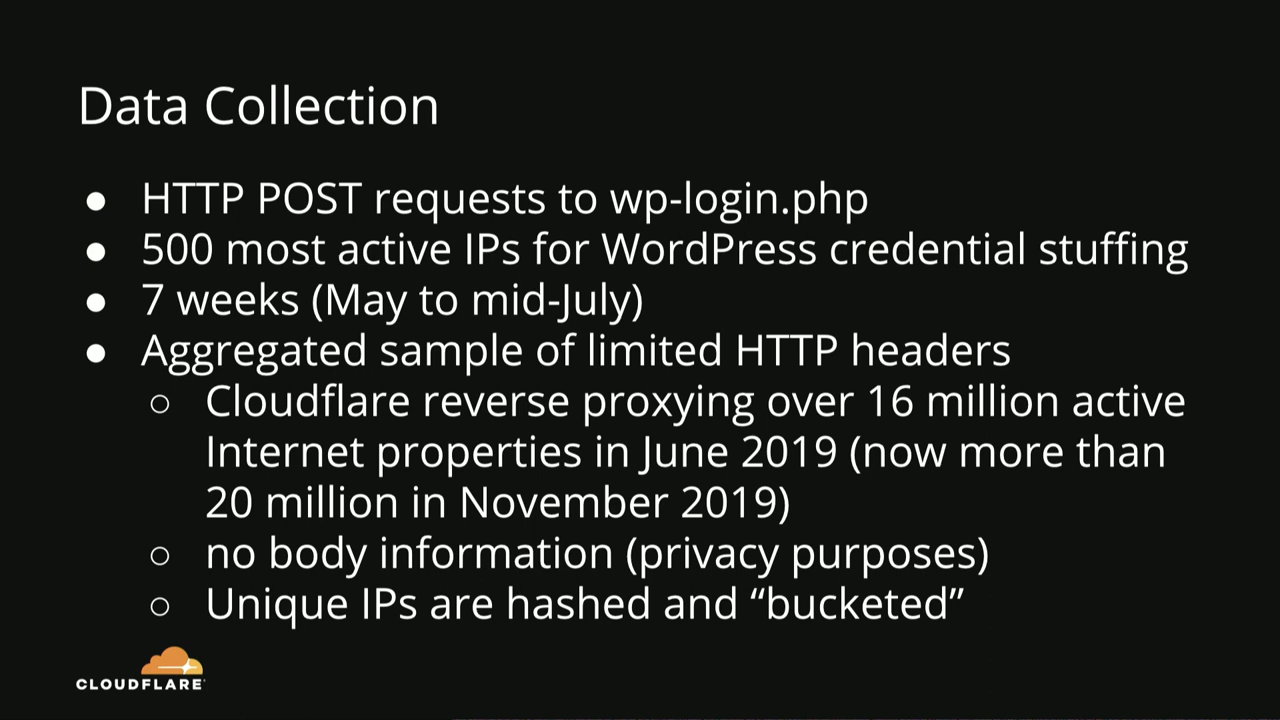 Data Collection
● HTTP POST requests to wp-login.php
● 500 most active IPs for WordPress credential stuffing
● 7 weeks (May to mid-July)
● Aggregated sample of limited HTTP headers
○ Cloudflare reverse proxying over 16 million active
Internet properties in June 2019 (now more than
20 million in November 2019)
○ no body information (privacy purposes)
○ Unique IPs are hashed and “bucketed”
CLOUDFLARE